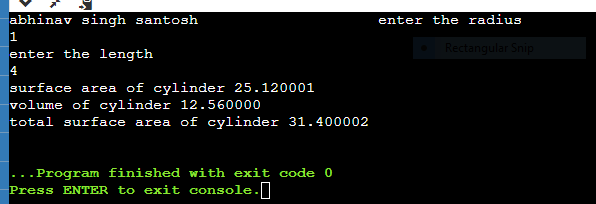 abhinav singh santosh                    enter the radius
1
enter the length
4
surface area of cylinder 25.120001
volume of cylinder 12.560000
total surface area of cylinder 31.400002
...Program finished with exit code 0
Press ENTER to exit console.
Rectangular Snip